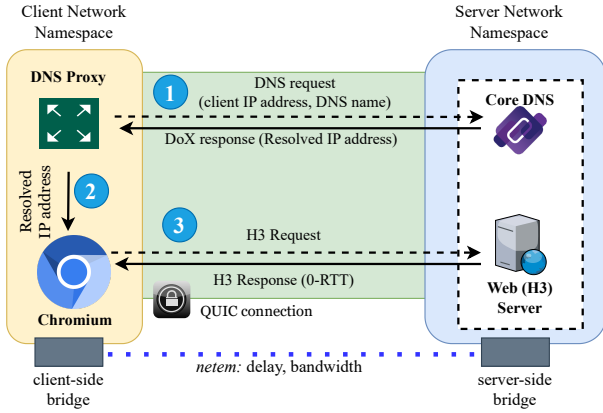 Client Network
Namespace
Server Network
Namespace
DNS Proxy
1
DNS request
(client IP address, DNS name)
Core DNS
DoX response (Resolved IP address)
Resolved
IP address
2
3
H3 Request
H3 Response (0-RTT)
Chromium
QUIC connection
Web (H3)
Server
netem: delay, bandwidth
client-side
bridge
server-side
bridge